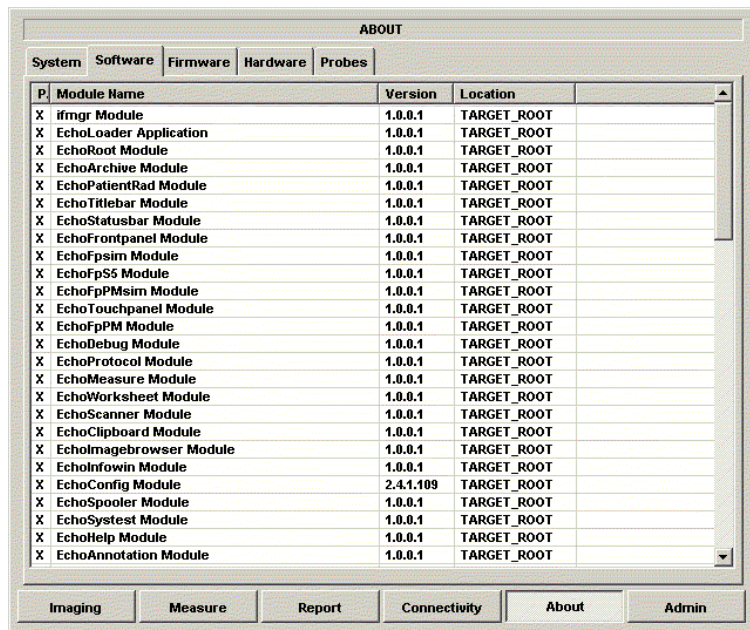 ABOUT
System Software Firmware Hardware Probes
P. Module Name Version Location
X ifmgr Module 1.0.0.1 TARGET_ROOT
X EchoLoader Application 1.0.0.1 TARGET_ROOT
X EchoRoot Module 1.0.0.1 TARGET_ROOT
X EchoArchive Module 1.0.0.1 TARGET_ROOT
X EchoPatientRad Module 1.0.0.1 TARGET_ROOT
X EchoTitlebar Module 1.0.0.1 TARGET_ROOT
X EchoStatusbar Module 1.0.0.1 TARGET_ROOT
X EchoFrontpanel Module 1.0.0.1 TARGET_ROOT
X EchoFpsim Module 1.0.0.1 TARGET_ROOT
X EchoFpS5 Module 1.0.0.1 TARGET_ROOT
X EchoFpPMsim Module 1.0.0.1 TARGET_ROOT
X EchoTouchpanel Module 1.0.0.1 TARGET_ROOT
X EchoFpPM Module 1.0.0.1 TARGET_ROOT
X EchoDebug Module 1.0.0.1 TARGET_ROOT
X EchoProtocol Module 1.0.0.1 TARGET_ROOT
X EchoMeasure Module 1.0.0.1 TARGET_ROOT
X EchoWorksheet Module 1.0.0.1 TARGET_ROOT
X EchoScanner Module 1.0.0.1 TARGET_ROOT
X EchoClipboard Module 1.0.0.1 TARGET_ROOT
X EchoImagebrowser Module 1.0.0.1 TARGET_ROOT
X EchoInfowin Module 1.0.0.1 TARGET_ROOT
X EchoConfig Module 2.4.1.109 TARGET_ROOT
X EchoSpooler Module 1.0.0.1 TARGET_ROOT
X EchoSystest Module 1.0.0.1 TARGET_ROOT
X EchoHelp Module 1.0.0.1 TARGET_ROOT
X EchoAnnotation Module 1.0.0.1 TARGET_ROOT
Imaging Measure Report Connectivity About Admin